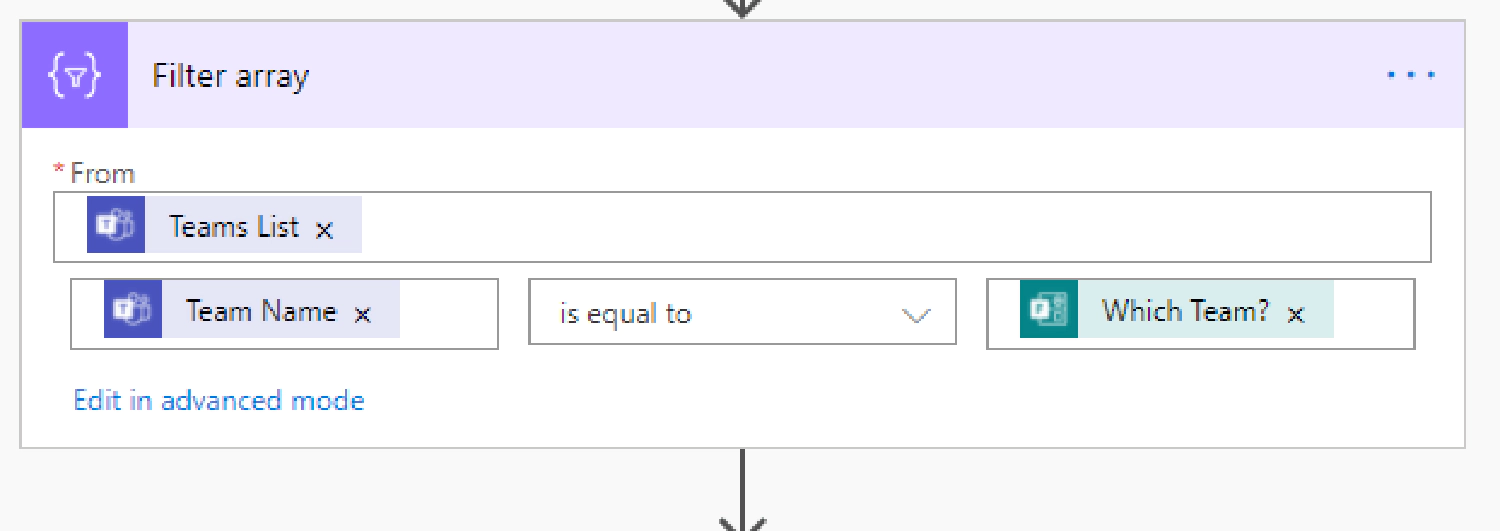 Filter array
* From
Teams List ×
Team Name × is equal to Which Team? ×
Edit in advanced mode